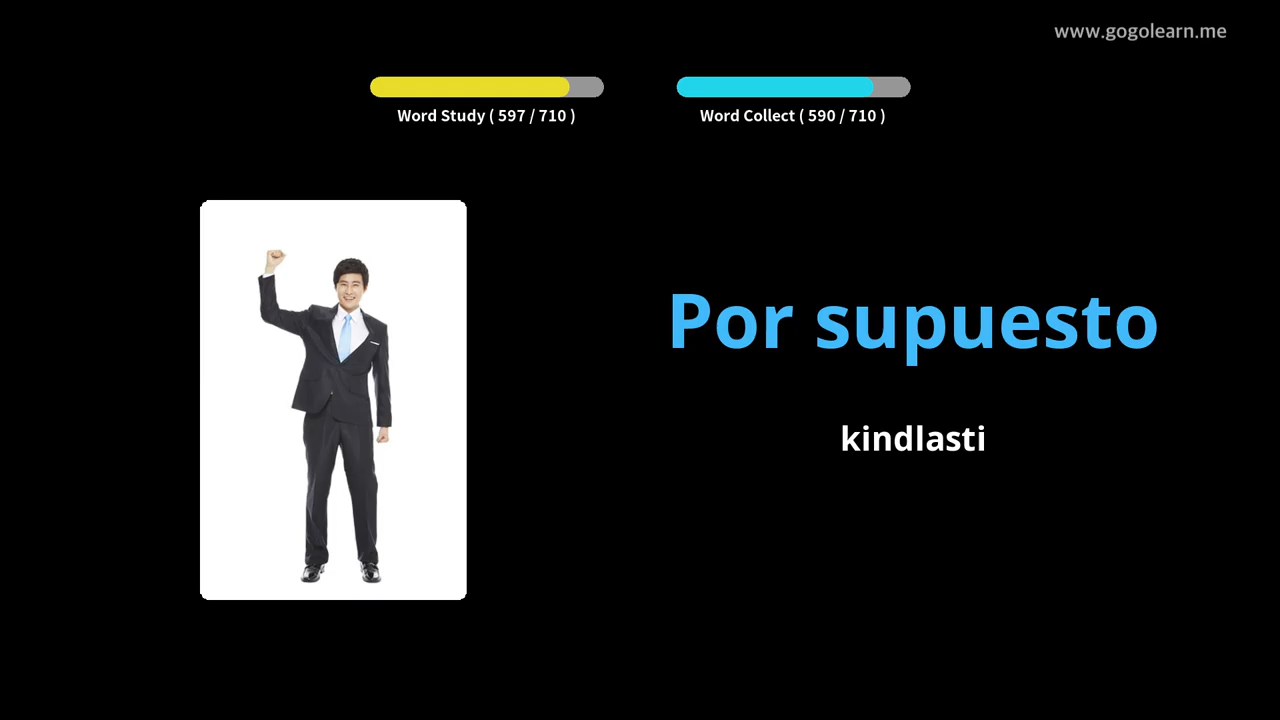 www.gogolearn.me
Word Study ( 597 / 710 )
Word Collect ( 590 / 710 )
Por supuesto
kindlasti